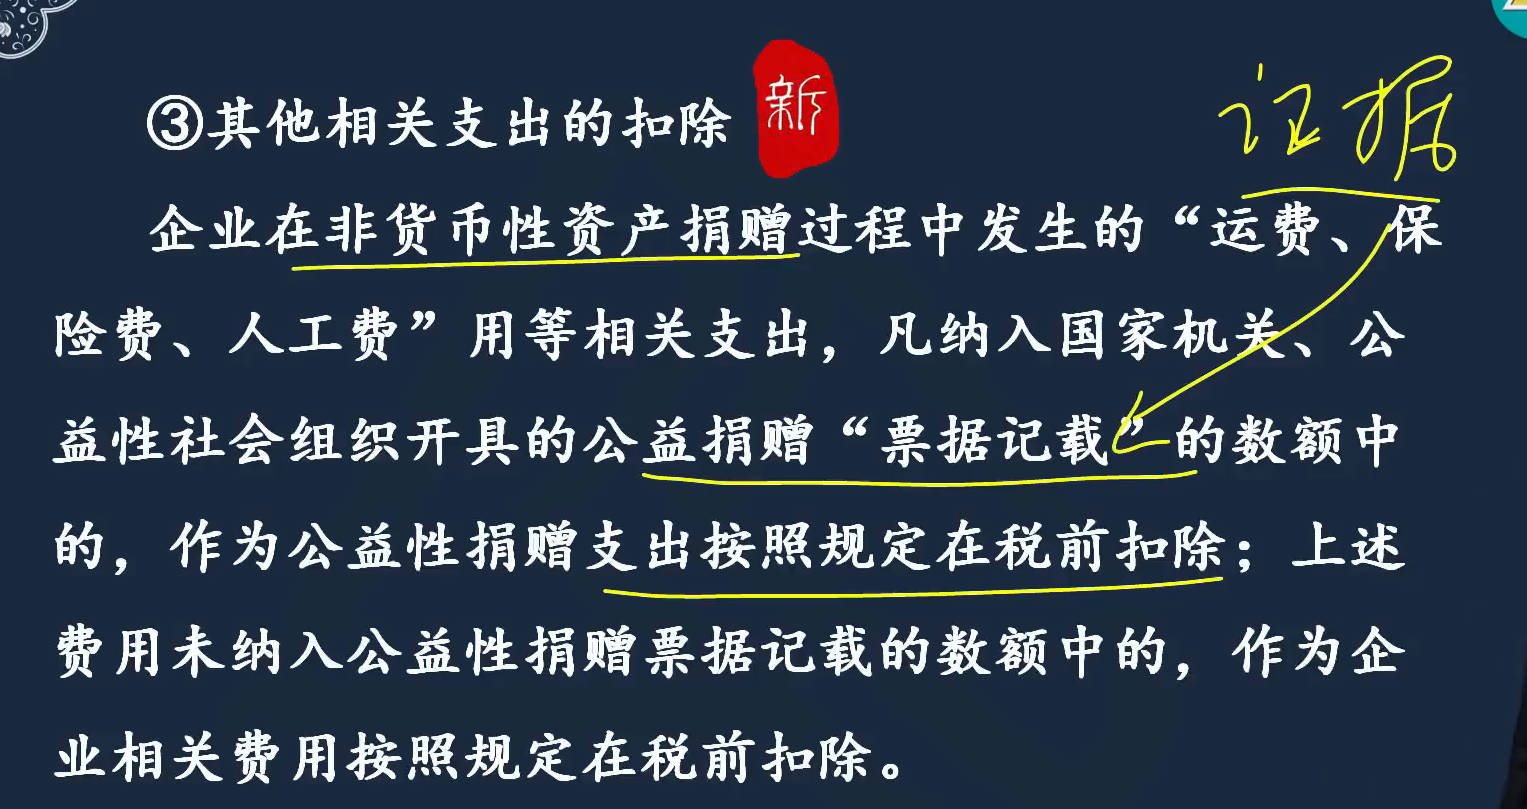 ③其他相关支出的扣除 新
证据
企业在非货币性资产捐赠过程中发生的“运费、保
险费、人工费”用等相关支出，凡纳入国家机关、公
益性社会组织开具的公益捐赠“票据记载”的数额中
的，作为公益性捐赠支出按照规定在税前扣除；上述
费用未纳入公益性捐赠票据记载的数额中的，作为企
业相关费用按照规定在税前扣除。